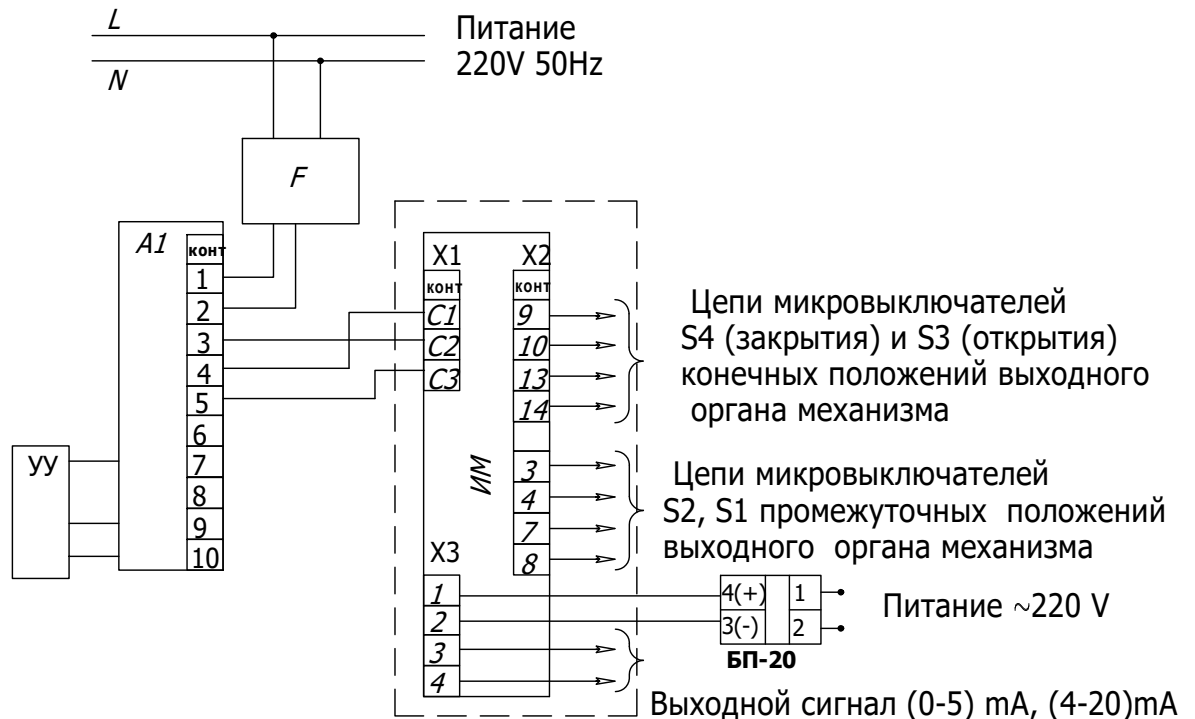 L
Питание
220V 50Hz
N
F
A1
конт
1
2
3
4
5
6
7
8
9
10
УУ
X1
конт
C1
C2
C3
ИМ
X2
конт
9
10
13
14
3
4
7
8
Цепи микровыключателей
S4 (закрытия) и S3 (открытия)
конечных положений выходного
органа механизма
Цепи микровыключателей
S2, S1 промежуточных положений
выходного органа механизма
X3
1
2
3
4
4(+) 1
3(-) 2
БП-20
Питание ~220 V
Выходной сигнал (0-5) mA, (4-20)mA